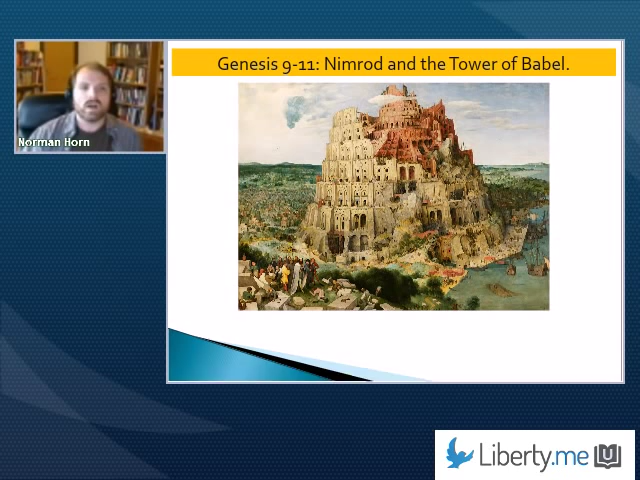 Genesis 9-11: Nimrod and the Tower of Babel.
Norman Horn
Liberty.me